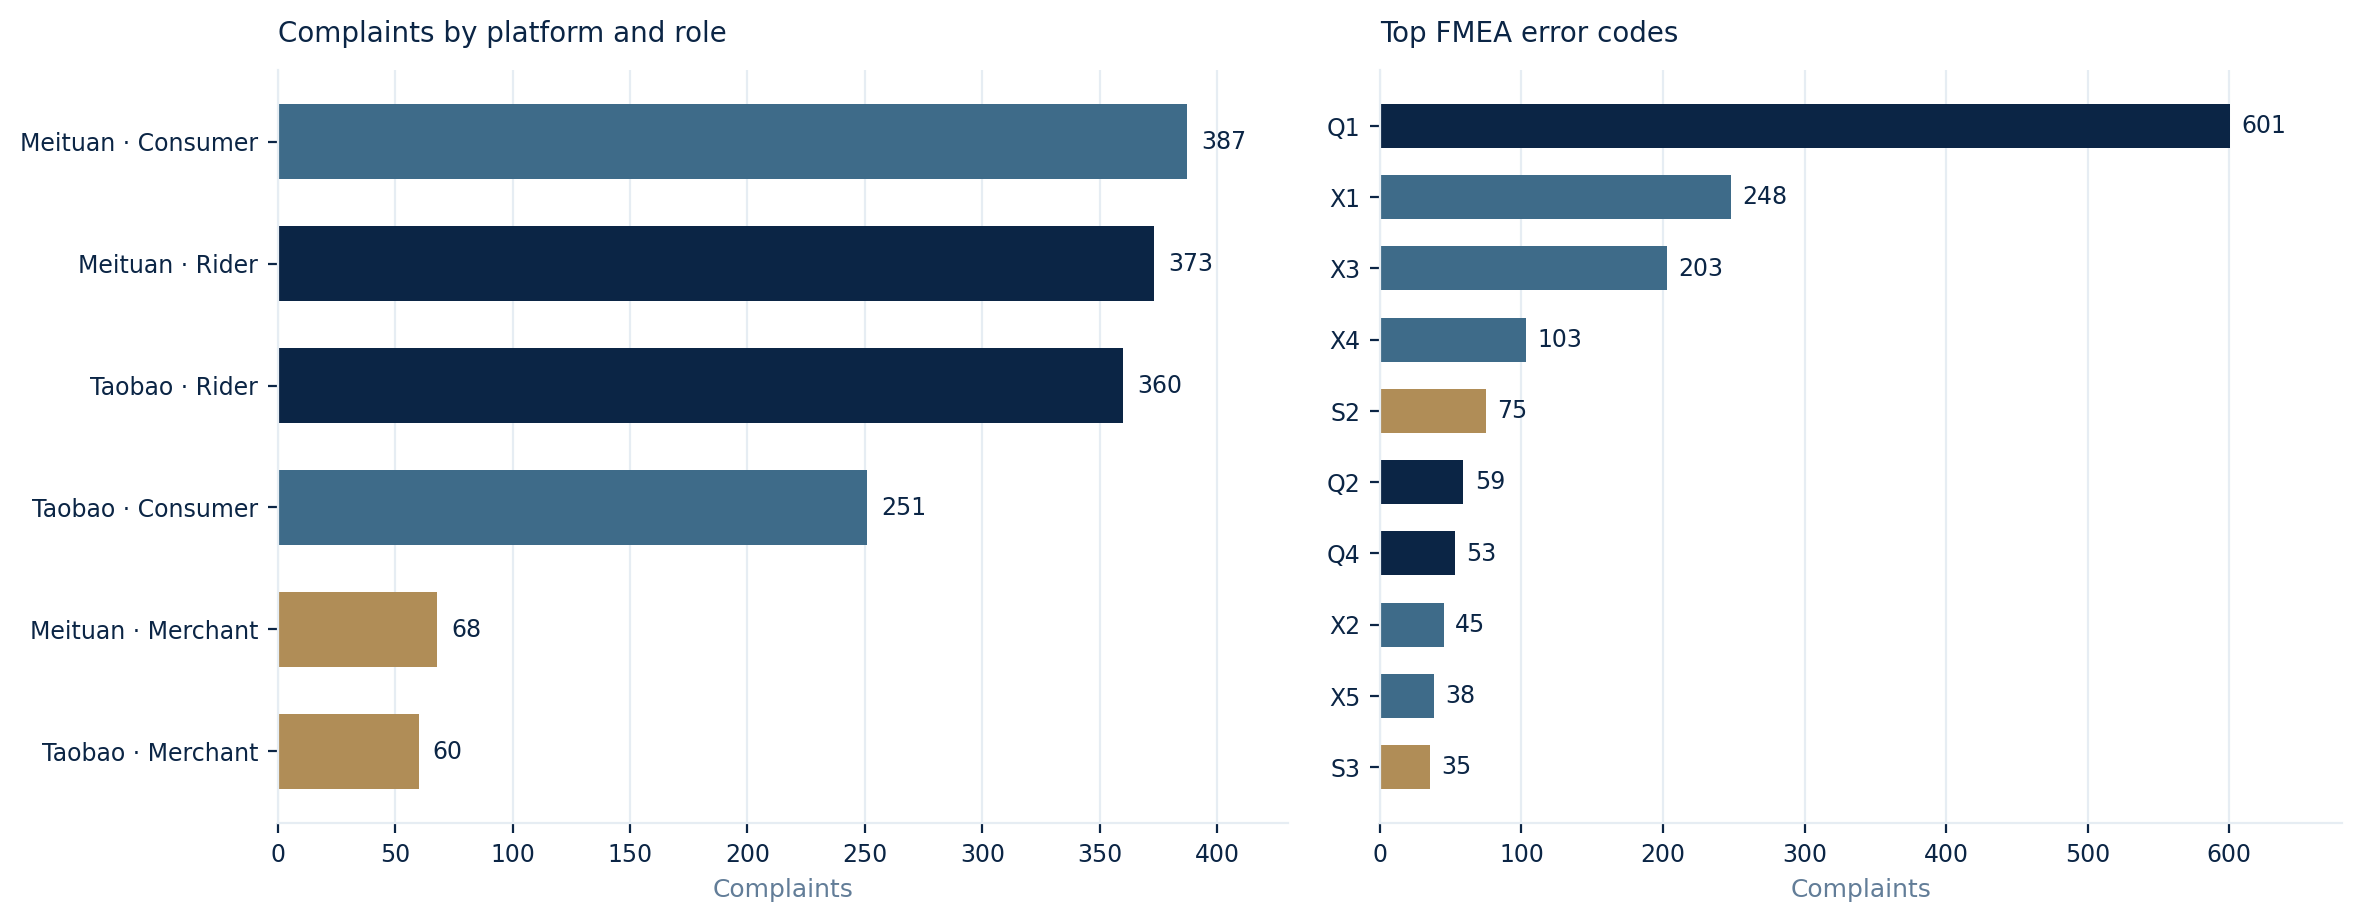 Complaints by platform and role
Meituan · Consumer 387
Meituan · Rider 373
Taobao · Rider 360
Taobao · Consumer 251
Meituan · Merchant 68
Taobao · Merchant 60
0 50 100 150 200 250 300 350 400
Complaints
Top FMEA error codes
Q1 601
X1 248
X3 203
X4 103
S2 75
Q2 59
Q4 53
X2 45
X5 38
S3 35
0 100 200 300 400 500 600
Complaints